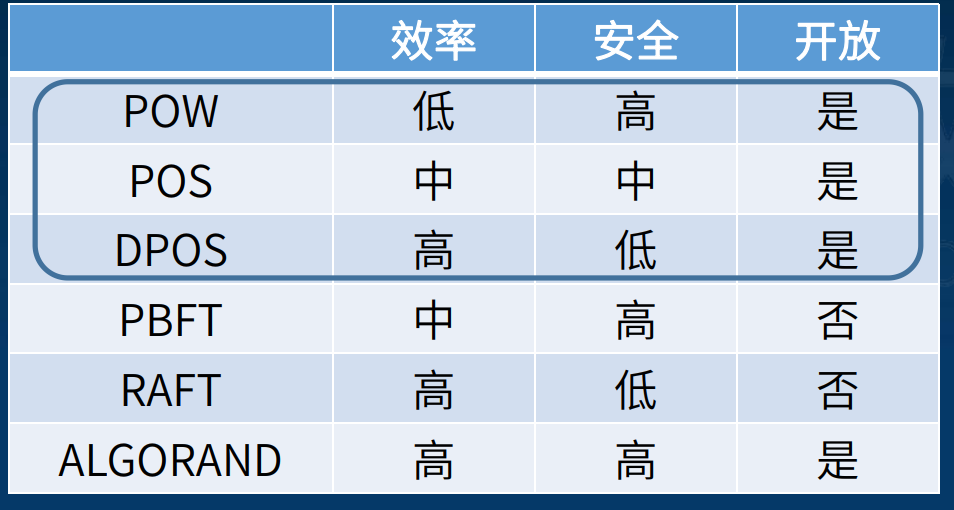 效率 安全 开放
POW 低 高 是
POS 中 中 是
DPOS 高 低 是
PBFT 中 高 否
RAFT 高 低 否
ALGORAND 高 高 是